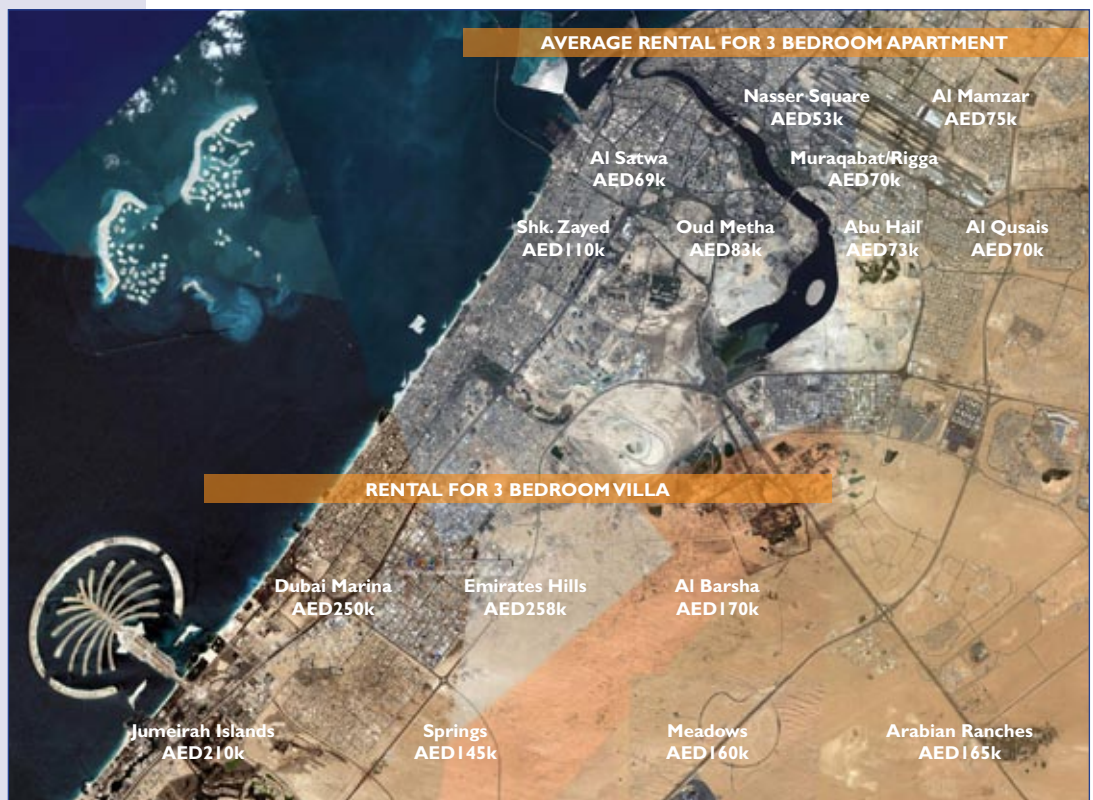 AVERAGE RENTAL FOR 3 BEDROOM APARTMENT
Nasser Square
AED53k
Al Mamzar
AED75k
Al Satwa
AED69k
Muraqabat/Rigga
AED70k
Shk. Zayed
AED110k
Oud Metha
AED83k
Abu Hail
AED73k
Al Qusais
AED70k
RENTAL FOR 3 BEDROOM VILLA
Dubai Marina
AED250k
Emirates Hills
AED258k
Al Barsha
AED170k
Jumeirah Islands
AED210k
Springs
AED145k
Meadows
AED160k
Arabian Ranches
AED165k